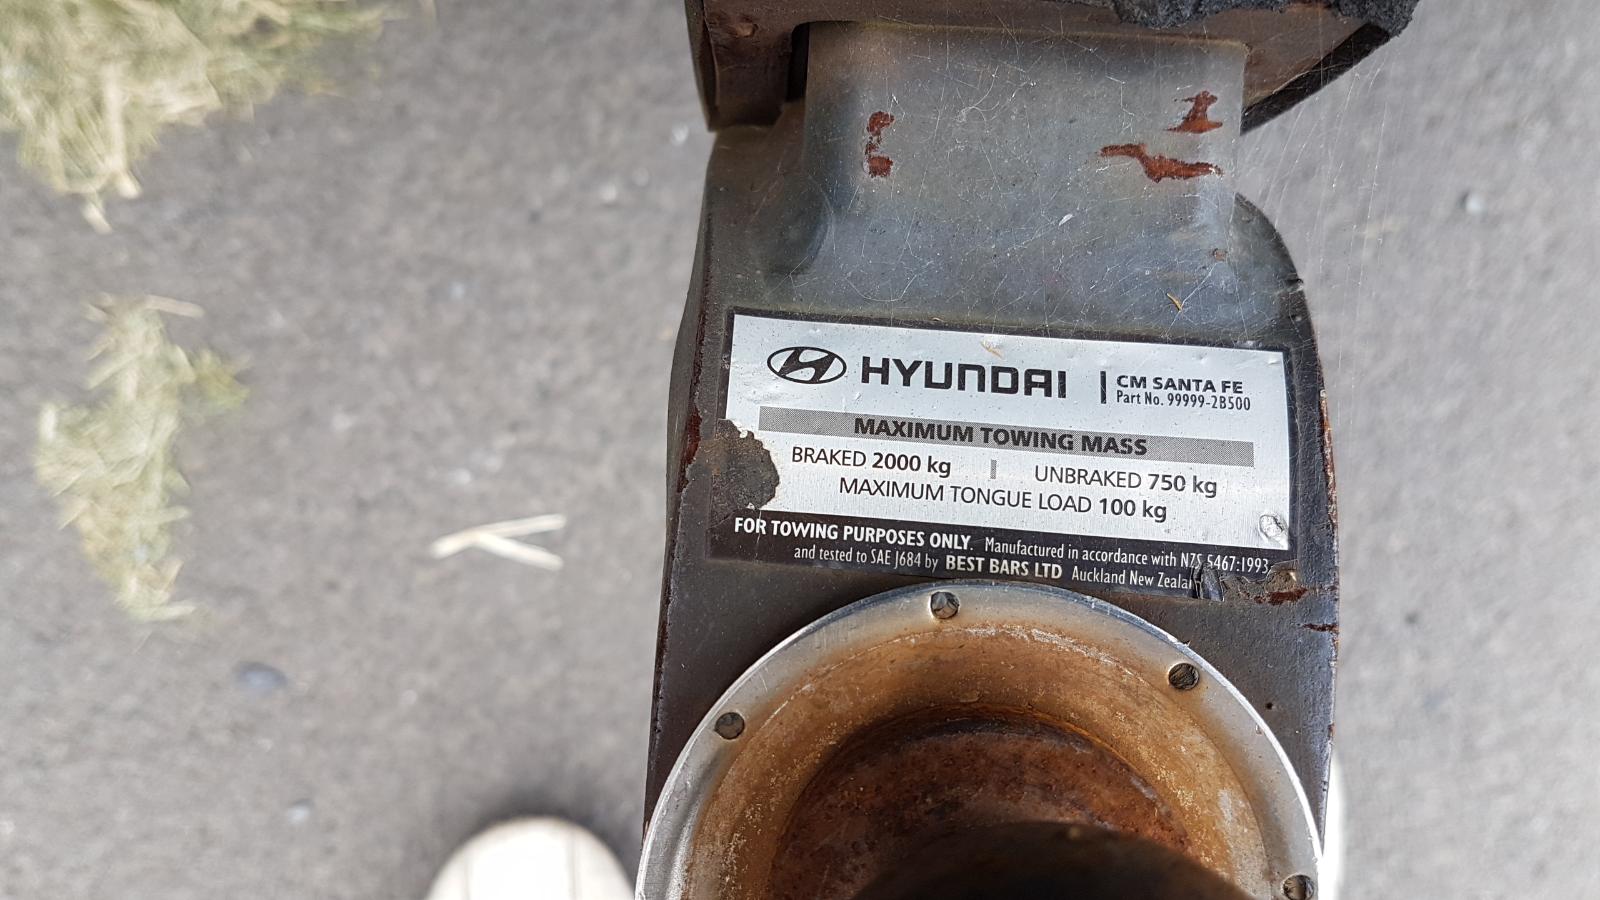 HYUNDAI
CM SANTA FE
Part No. 99999-2B500
MAXIMUM TOWING MASS
BRAKED 2000 kg | UNBRAKED 750 kg
MAXIMUM TONGUE LOAD 100 kg
FOR TOWING PURPOSES ONLY. Manufactured in accordance with NZS 5467:1993
and tested to SAE J684 by BEST BARS LTD Auckland New Zealan